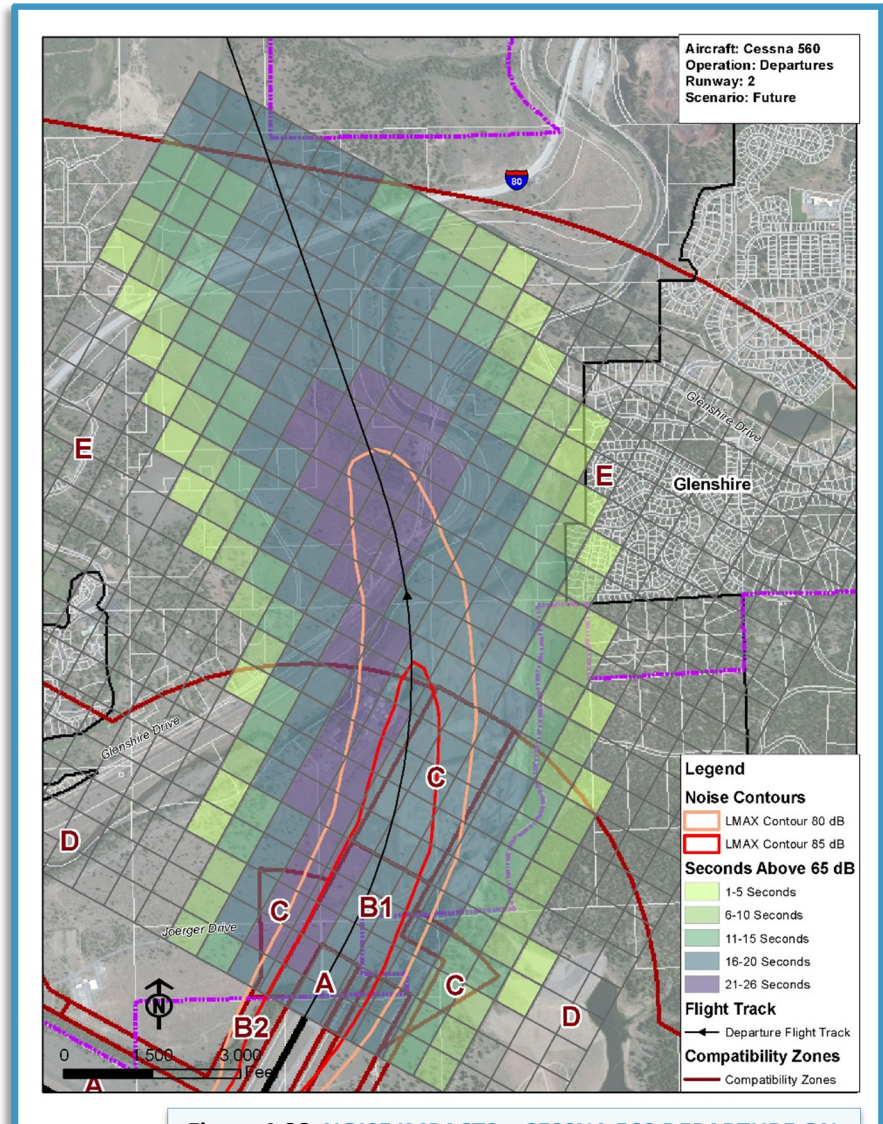 Aircraft: Cessna 560
Operation: Departures
Runway: 2
Scenario: Future
80
Glenshire Drive
E
E
Glenshire
Glenshire Drive
C
D
C
B1
Joerger Drive
A
C
D
N
B2
0 1,500 3,000
Feet
A
Legend
Noise Contours
LMAX Contour 80 dB
LMAX Contour 85 dB
Seconds Above 65 dB
1-5 Seconds
6-10 Seconds
11-15 Seconds
16-20 Seconds
21-26 Seconds
Flight Track
Departure Flight Track
Compatibility Zones
Compatibility Zones